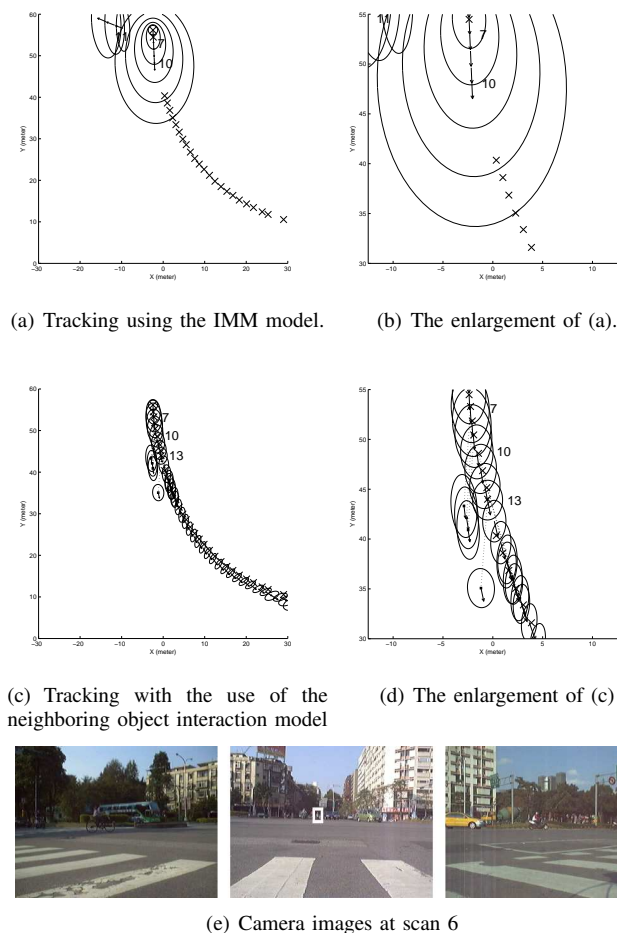 60
50
40
30
20
10
0
−30 −20 −10 0 10 20 30
X (meter)
Y (meter)
11
7
10
55
50
45
40
35
30
−10 −5 0 5 10
X (meter)
Y (meter)
7
10
(a) Tracking using the IMM model.
(b) The enlargement of (a).
60
50
40
30
20
10
0
−30 −20 −10 0 10 20 30
X (meter)
Y (meter)
7
10
13
55
50
45
40
35
30
−10 −5 0 5 10
X (meter)
Y (meter)
7
10
13
(c) Tracking with the use of the
neighboring object interaction model
(d) The enlargement of (c)
(e) Camera images at scan 6